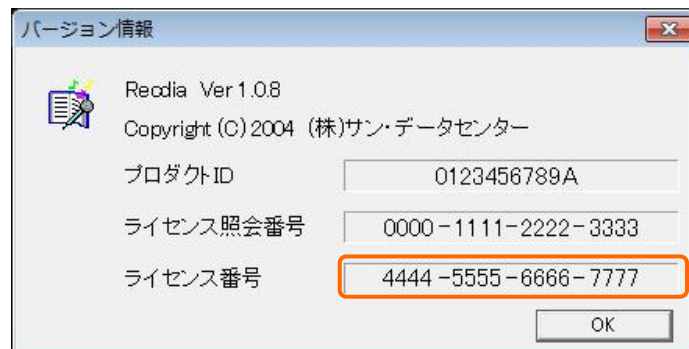 バージョン情報
Recdia Ver 1.0.8
Copyright (C) 2004 (株)サン・データセンター
プロダクトID 0123456789A
ライセンス照会番号 0000-1111-2222-3333
ライセンス番号 4444-5555-6666-7777
OK